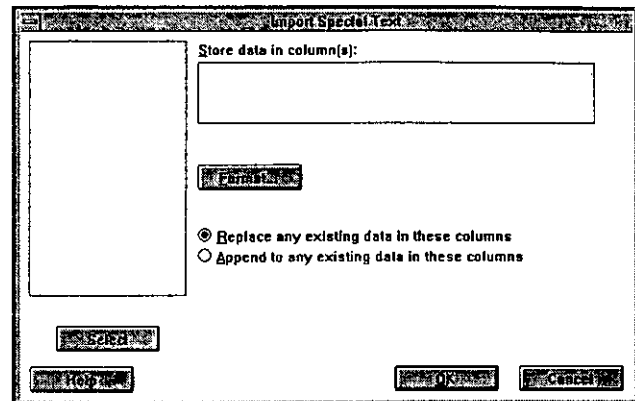 Import Special Text
Store data in column(s):
Format...
Replace any existing data in these columns
Append to any existing data in these columns
Select
Help
OK
Cancel